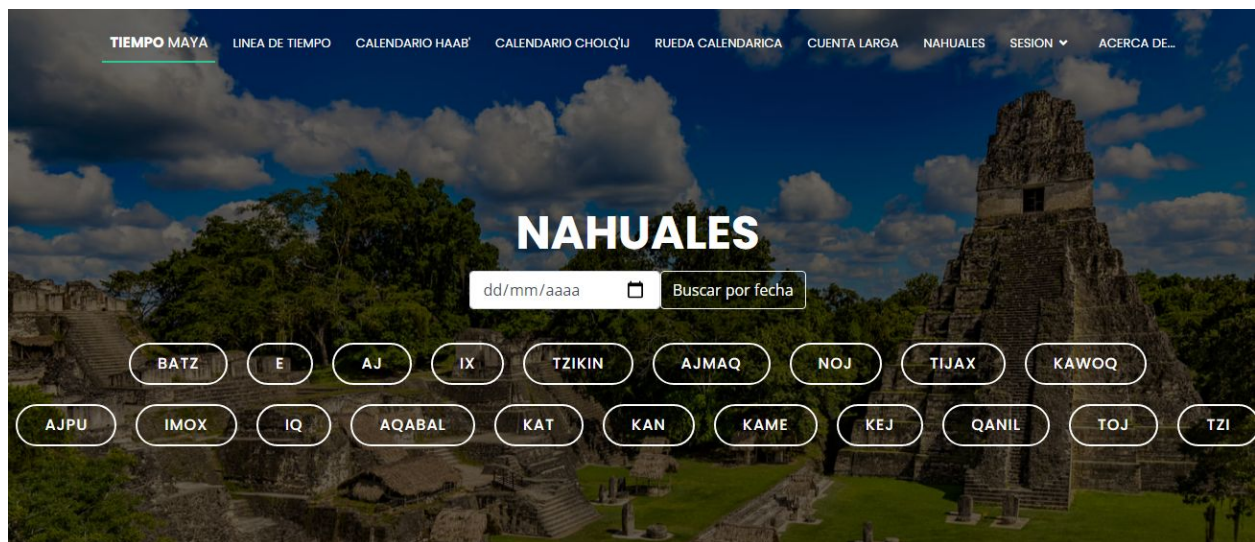 TIEMPO MAYA LINEA DE TIEMPO CALENDARIO HAAB' CALENDARIO CHOLQ'IJ RUEDA CALENDARICA CUENTA LARGA NAHUALES SESION ACERCA DE...
NAHUALES
dd/mm/aaaa Buscar por fecha
BATZ E AJ IX TZIKIN AJMAQ NOJ TIJAX KAWOQ
AJPU IMOX IQ AQABAL KAT KAN KAME KEJ QANIL TOJ TZI